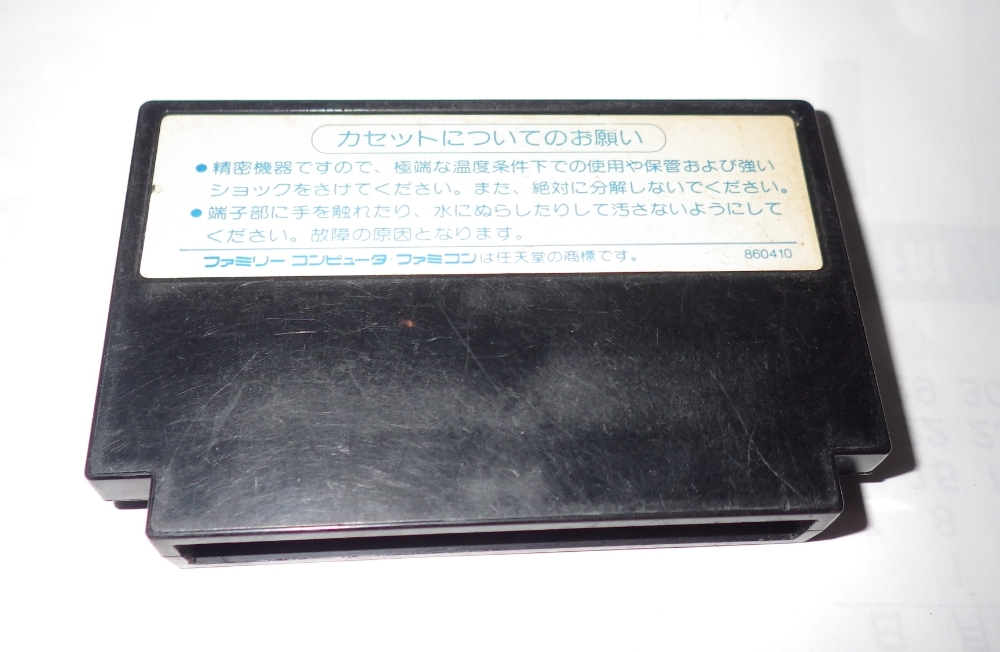 カセットについてのお願い
●精密機器ですので、極端な温度条件下での使用や保管および強い
ショックをさけてください。また、絶対に分解しないでください。
●端子部に手を触れたり、水にぬらしたりして汚さないようにして
ください。故障の原因となります。
ファミリー コンピュータ・ファミコンは任天堂の商標です。 860410